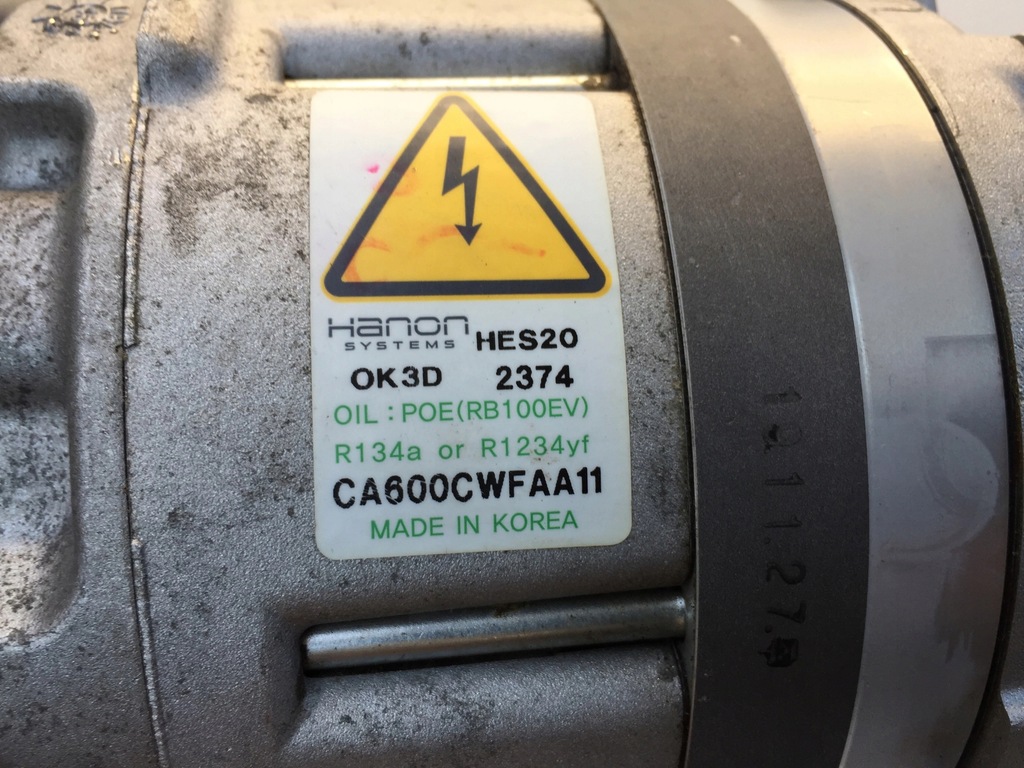 Hanon
SYSTEMS
HES20
OK3D 2374
OIL : POE(RB100EV)
R134a or R1234yf
CA600CWFAA11
MADE IN KOREA